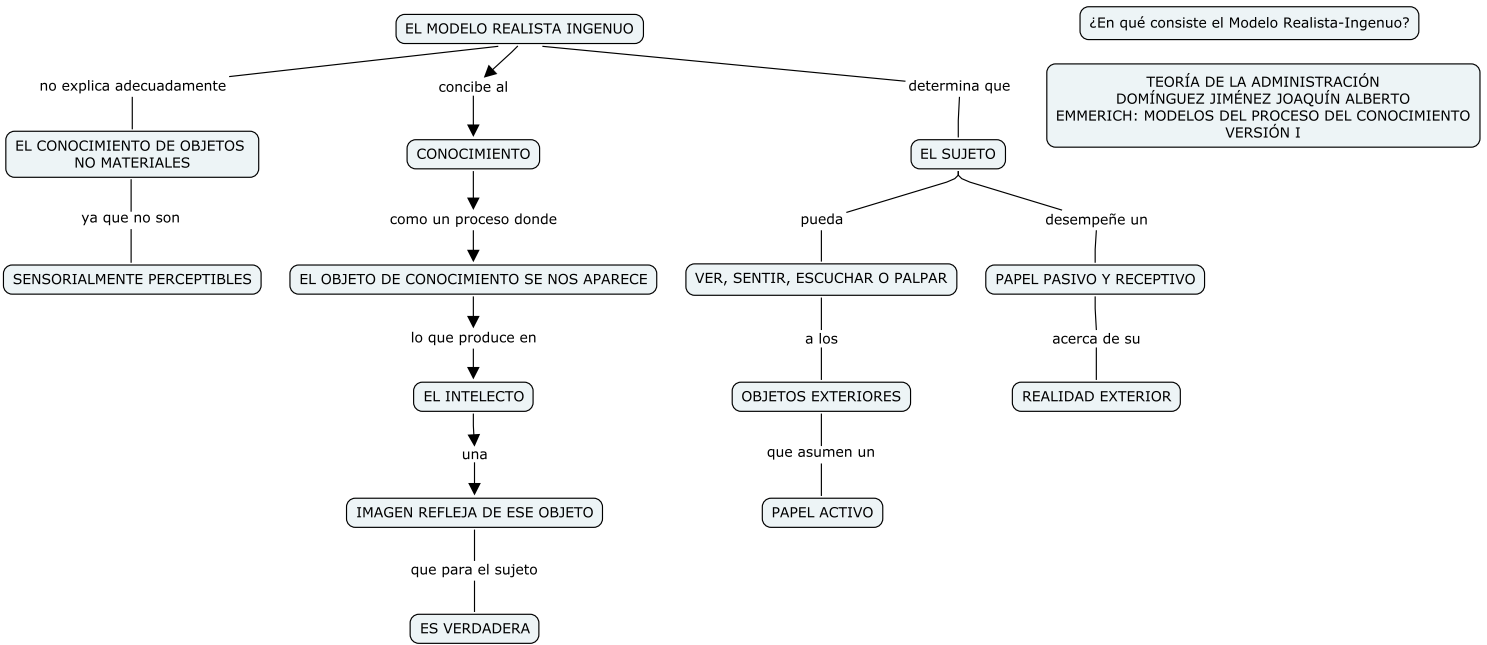 EL MODELO REALISTA INGENUO
¿En qué consiste el Modelo Realista-Ingenuo?
TEORÍA DE LA ADMINISTRACIÓN
DOMÍNGUEZ JIMÉNEZ JOAQUÍN ALBERTO
EMMERICH: MODELOS DEL PROCESO DEL CONOCIMIENTO
VERSIÓN I
no explica adecuadamente
EL CONOCIMIENTO DE OBJETOS
NO MATERIALES
ya que no son
SENSORIALMENTE PERCEPTIBLES
concibe al
CONOCIMIENTO
como un proceso donde
EL OBJETO DE CONOCIMIENTO SE NOS APARECE
lo que produce en
EL INTELECTO
una
IMAGEN REFLEJA DE ESE OBJETO
que para el sujeto
ES VERDADERA
determina que
EL SUJETO
pueda
VER, SENTIR, ESCUCHAR O PALPAR
a los
OBJETOS EXTERIORES
que asumen un
PAPEL ACTIVO
desempeñe un
PAPEL PASIVO Y RECEPTIVO
acerca de su
REALIDAD EXTERIOR